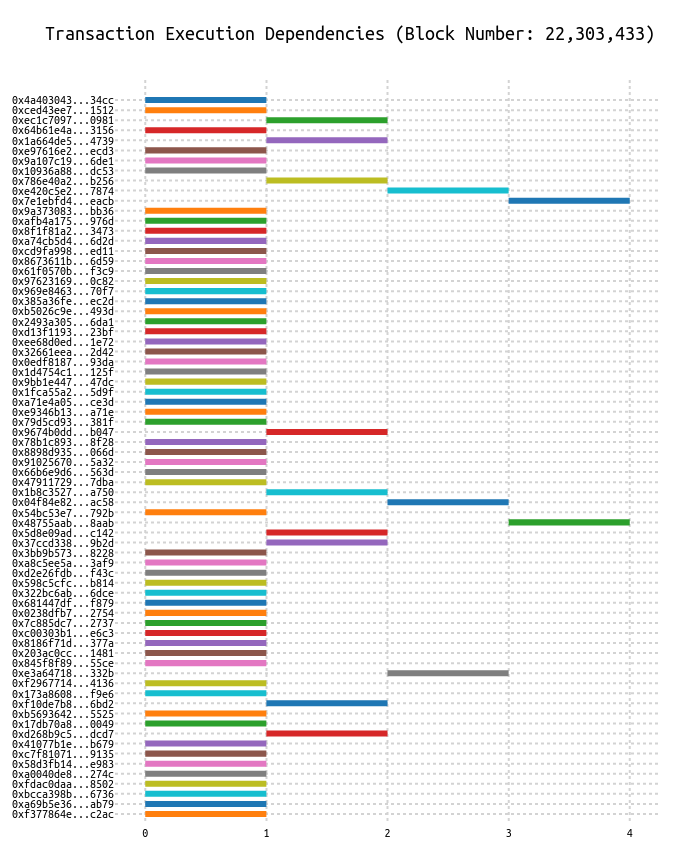 Transaction Execution Dependencies (Block Number: 22,303,433)
0x4a403043...34cc
0xced43ee7...1512
0xec1c7097...0981
0x64b61e4a...3156
0x1a664de5...4739
0xe97616e2...ecd3
0x9a107c19...6de1
0x10936a88...dc53
0x786e40a2...b256
0xe420c5e2...7874
0x7e1ebfd4...eacb
0x9a373083...bb36
0xafb4a175...976d
0x8f1f81a2...3473
0xa74cb5d4...6d2d
0xcd9fa998...ed11
0x8673611b...6d59
0x61f0570b...f3c9
0x97623169...0c82
0x969e8463...70f7
0x385a36fe...ec2d
0xb5026c9e...493d
0x2493a305...6da1
0xd13f1193...23bf
0xee68d0ed...1e72
0x32661eea...2d42
0x0edf8187...93da
0x1d4754c1...125f
0x9bb1e447...47dc
0x1fca55a2...5d9f
0xa71e4a05...ce3d
0xe9346b13...a71e
0x79d5cd93...381f
0x9674b0dd...b047
0x78b1c893...8f28
0x8898d935...066d
0x91025670...5a32
0x66b6e9d6...563d
0x47911729...7dba
0x1b8c3527...a750
0x04f84e82...ac58
0x54bc53e7...792b
0x48755aab...8aab
0x5d8e09ad...c142
0x37ccd338...9b2d
0x3bb9b573...8228
0xa8c5ee5a...3af9
0xd2e26fdb...f43c
0x598c5cfc...b814
0x322bc6ab...6dce
0x681447df...f879
0x0238dfb7...2754
0x7c885dc7...2737
0xc00303b1...e6c3
0x8186f71d...377a
0x203ac0cc...1481
0x845f8f89...55ce
0xe3a64718...332b
0xf2967714...4136
0x173a8608...f9e6
0xf10de7b8...6bd2
0xb5693642...5525
0x17db70a8...0049
0xd268b9c5...dcd7
0x41077b1e...b679
0xc7f81071...9135
0x58d3fb14...e983
0xa0040de8...274c
0xfdac0daa...8502
0xbcca398b...6736
0xa69b5e36...ab79
0xf377864e...c2ac
0 1 2 3 4